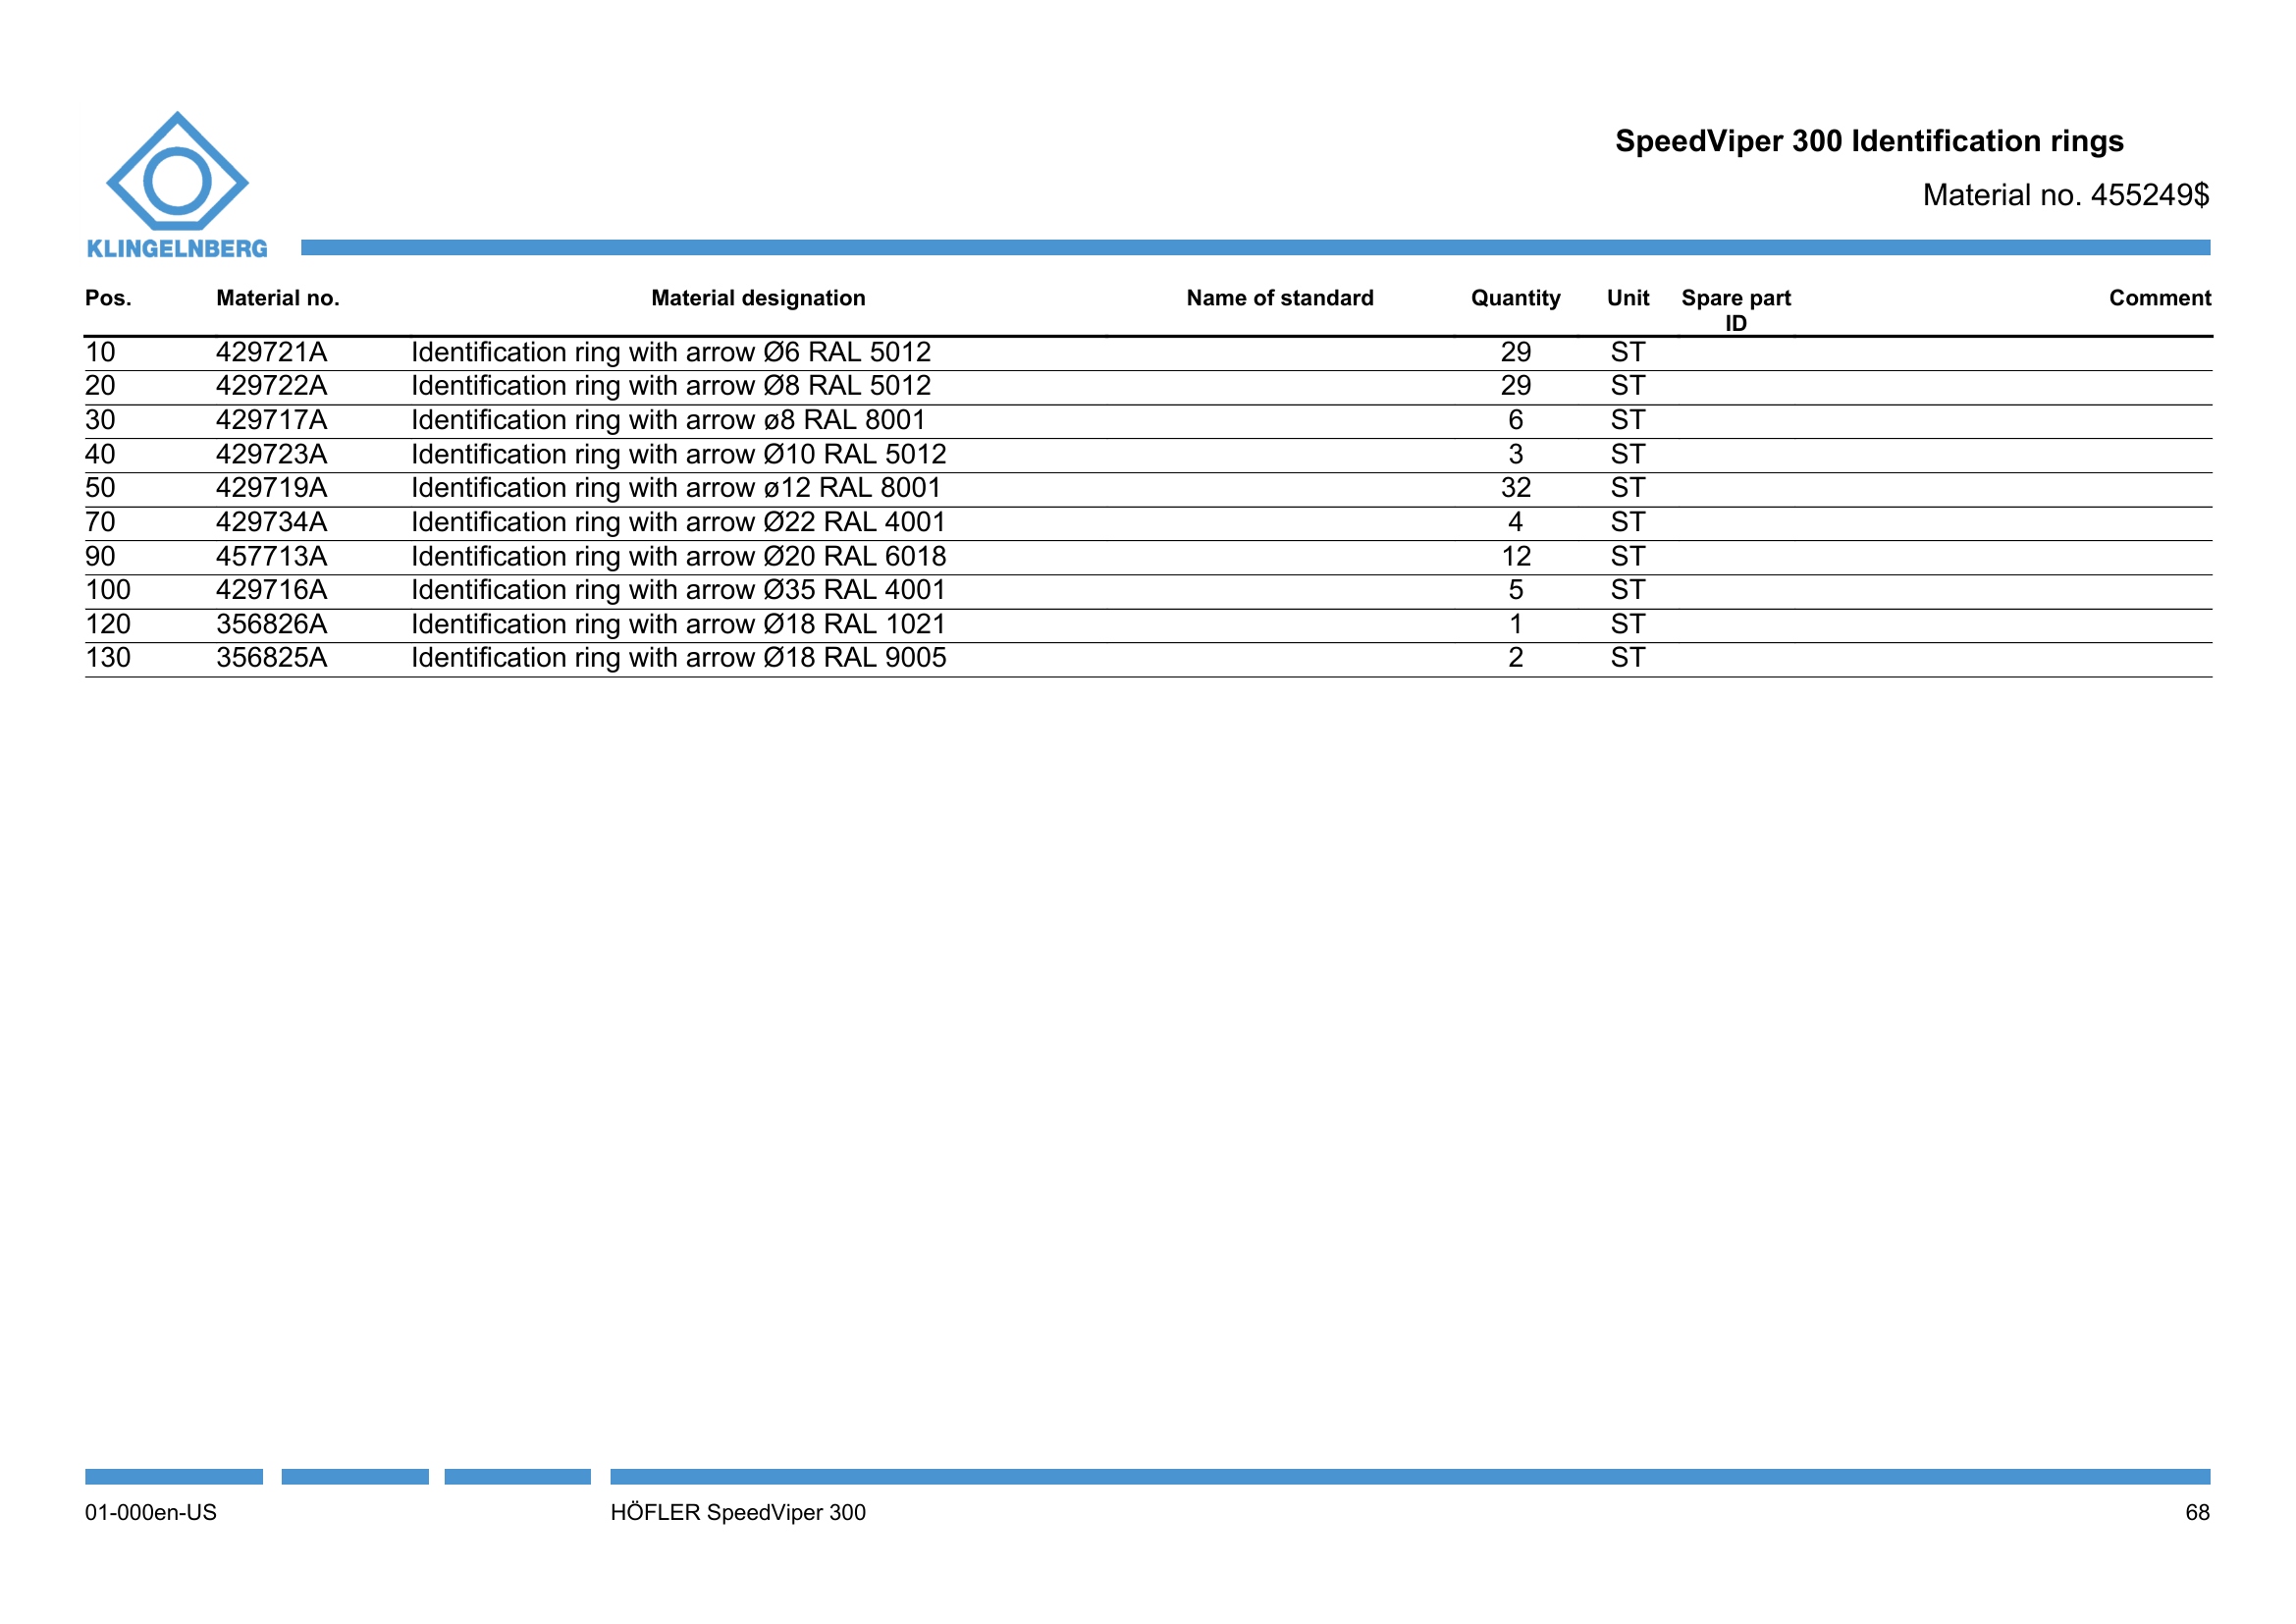 SpeedViper 300 Identification rings
Material no. 455249$
KLINGELNBERG
Pos. Material no. Material designation Name of standard Quantity Unit Spare part ID Comment
10 429721A Identification ring with arrow Ø6 RAL 5012 29 ST
20 429722A Identification ring with arrow Ø8 RAL 5012 29 ST
30 429717A Identification ring with arrow ø8 RAL 8001 6 ST
40 429723A Identification ring with arrow Ø10 RAL 5012 3 ST
50 429719A Identification ring with arrow ø12 RAL 8001 32 ST
70 429734A Identification ring with arrow Ø22 RAL 4001 4 ST
90 457713A Identification ring with arrow Ø20 RAL 6018 12 ST
100 429716A Identification ring with arrow Ø35 RAL 4001 5 ST
120 356826A Identification ring with arrow Ø18 RAL 1021 1 ST
130 356825A Identification ring with arrow Ø18 RAL 9005 2 ST
01-000en-US HÖFLER SpeedViper 300 68